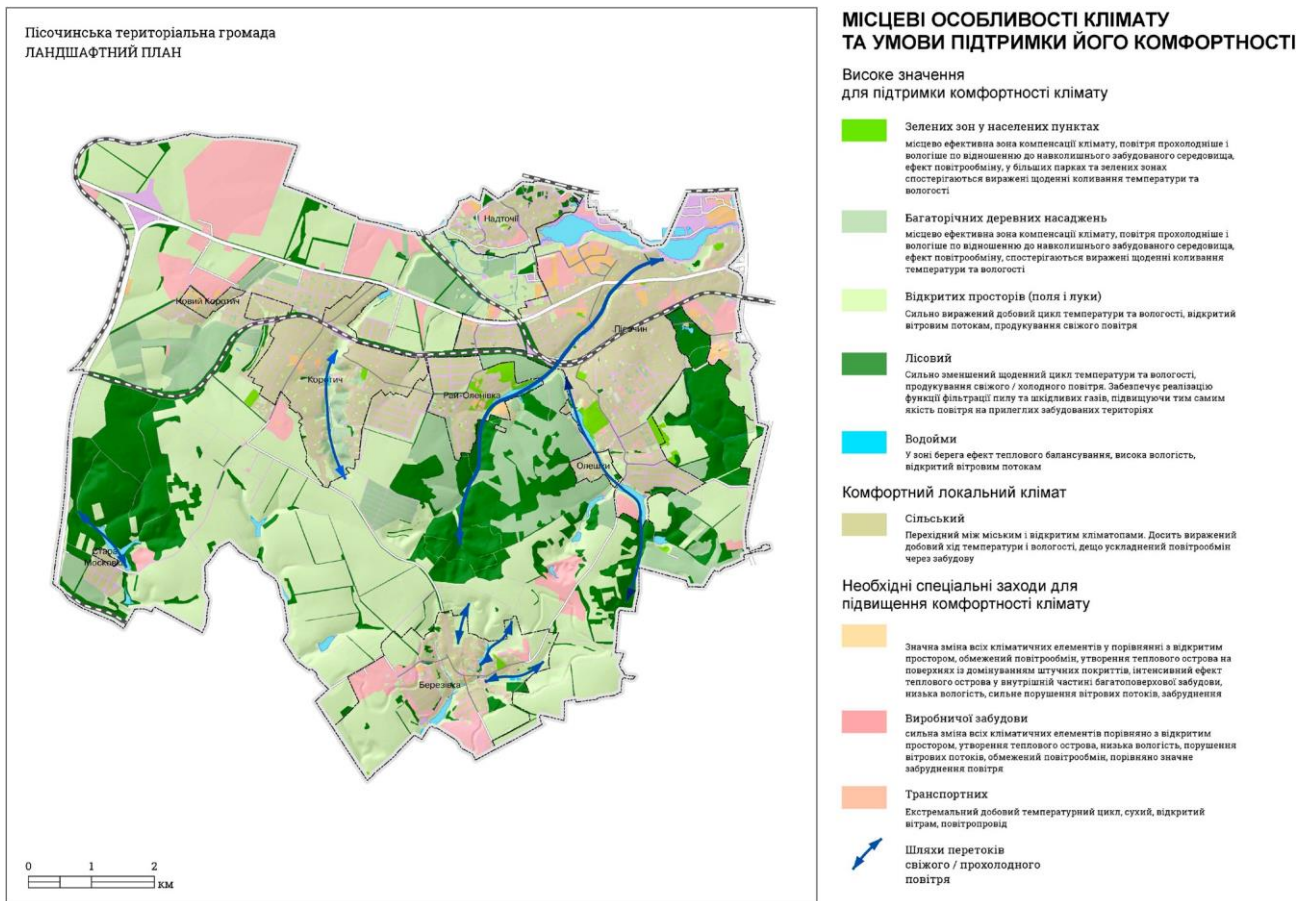 Пісочинська територіальна громада
ЛАНДШАФТНИЙ ПЛАН
Надточії
Новий Коротич
Пісочин
Коротич
Рай-Оленівка
Олешки
Стара
Московка
Березівка
0 1 2
км
МІСЦЕВІ ОСОБЛИВОСТІ КЛІМАТУ
ТА УМОВИ ПІДТРИМКИ ЙОГО КОМФОРТНОСТІ
Високе значення
для підтримки комфортності клімату
Зелених зон у населених пунктах
місцево ефективна зона компенсації клімату, повітря прохолодніше і
вологіше по відношенню до навколишнього забудованого середовища,
ефект повітрообміну, у більших парках та зелених зонах
спостерігаються виражені щоденні коливання температури та
вологості
Багаторічних деревних насаджень
місцево ефективна зона компенсації клімату, повітря прохолодніше і
вологіше по відношенню до навколишнього забудованого середовища,
ефект повітрообміну, спостерігаються виражені щоденні коливання
температури та вологості
Відкритих просторів (поля і луки)
Сильно виражений добовий цикл температури та вологості, відкритий
вітровим потокам, продукування свіжого повітря
Лісовий
Сильно зменшений щоденний цикл температури та вологості,
продукування свіжого / холодного повітря. Забезпечує реалізацію
функції фільтрації пилу та шкідливих газів, підвищуючи тим самим
якість повітря на прилеглих забудованих територіях
Водойми
У зоні берега ефект теплового балансування, висока вологість,
відкритий вітровим потокам
Комфортний локальний клімат
Сільський
Перехідний між міським і відкритим кліматопами. Досить виражений
добовий хід температури і вологості, дещо ускладнений повітрообмін
через забудову
Необхідні спеціальні заходи для
підвищення комфортності клімату
Значна зміна всіх кліматичних елементів у порівнянні з відкритим
простором, обмежений повітрообмін, утворення теплового острова на
поверхнях із домінуванням штучних покриттів, інтенсивний ефект
теплового острова у внутрішній частині багатоповерхової забудови,
низька вологість, сильне порушення вітрових потоків, забруднення
Виробничої забудови
сильна зміна всіх кліматичних елементів порівняно з відкритим
простором, утворення теплового острова, низька вологість, порушення
вітрових потоків, обмежений повітрообмін, порівняно значне
забруднення повітря
Транспортних
Екстремальний добовий температурний цикл, сухий, відкритий
вітрам, повітропровід
Шляхи перетоків
свіжого / прохолодного
повітря